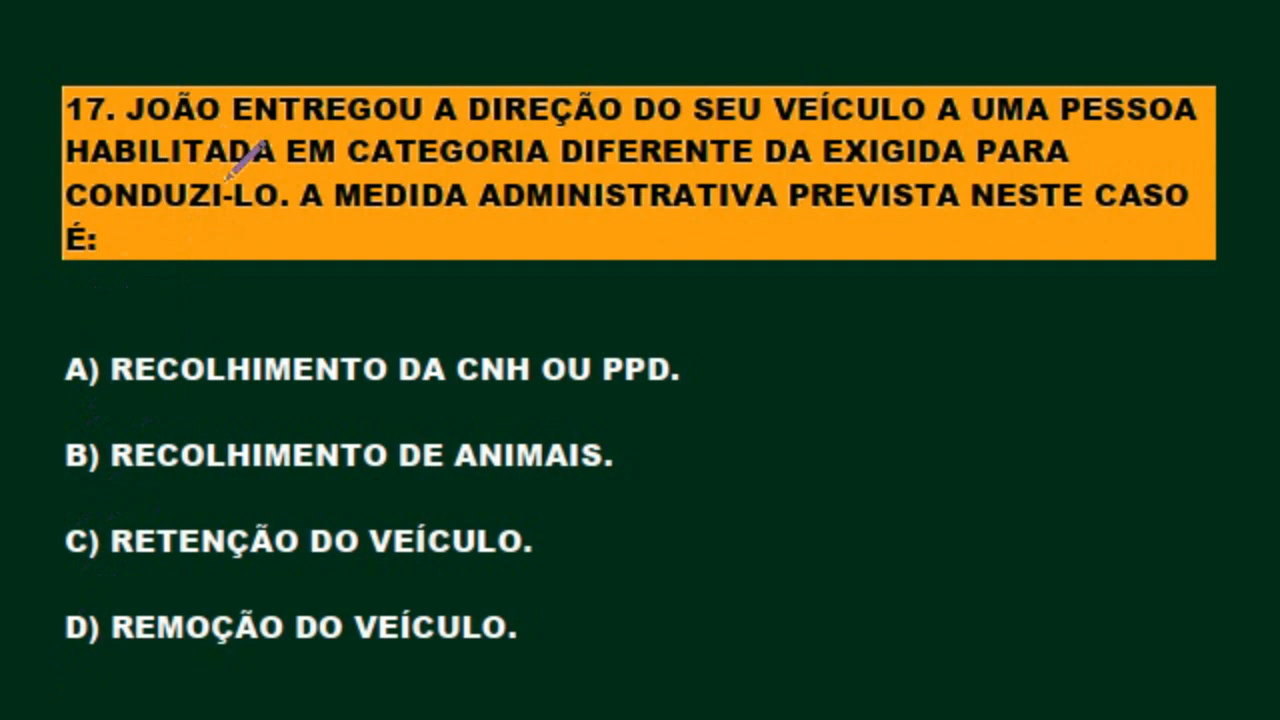 17. JOÃO ENTREGOU A DIREÇÃO DO SEU VEÍCULO A UMA PESSOA
HABILITADA EM CATEGORIA DIFERENTE DA EXIGIDA PARA
CONDUZI-LO. A MEDIDA ADMINISTRATIVA PREVISTA NESTE CASO
É:
A) RECOLHIMENTO DA CNH OU PPD.
B) RECOLHIMENTO DE ANIMAIS.
C) RETENÇÃO DO VEÍCULO.
D) REMOÇÃO DO VEÍCULO.